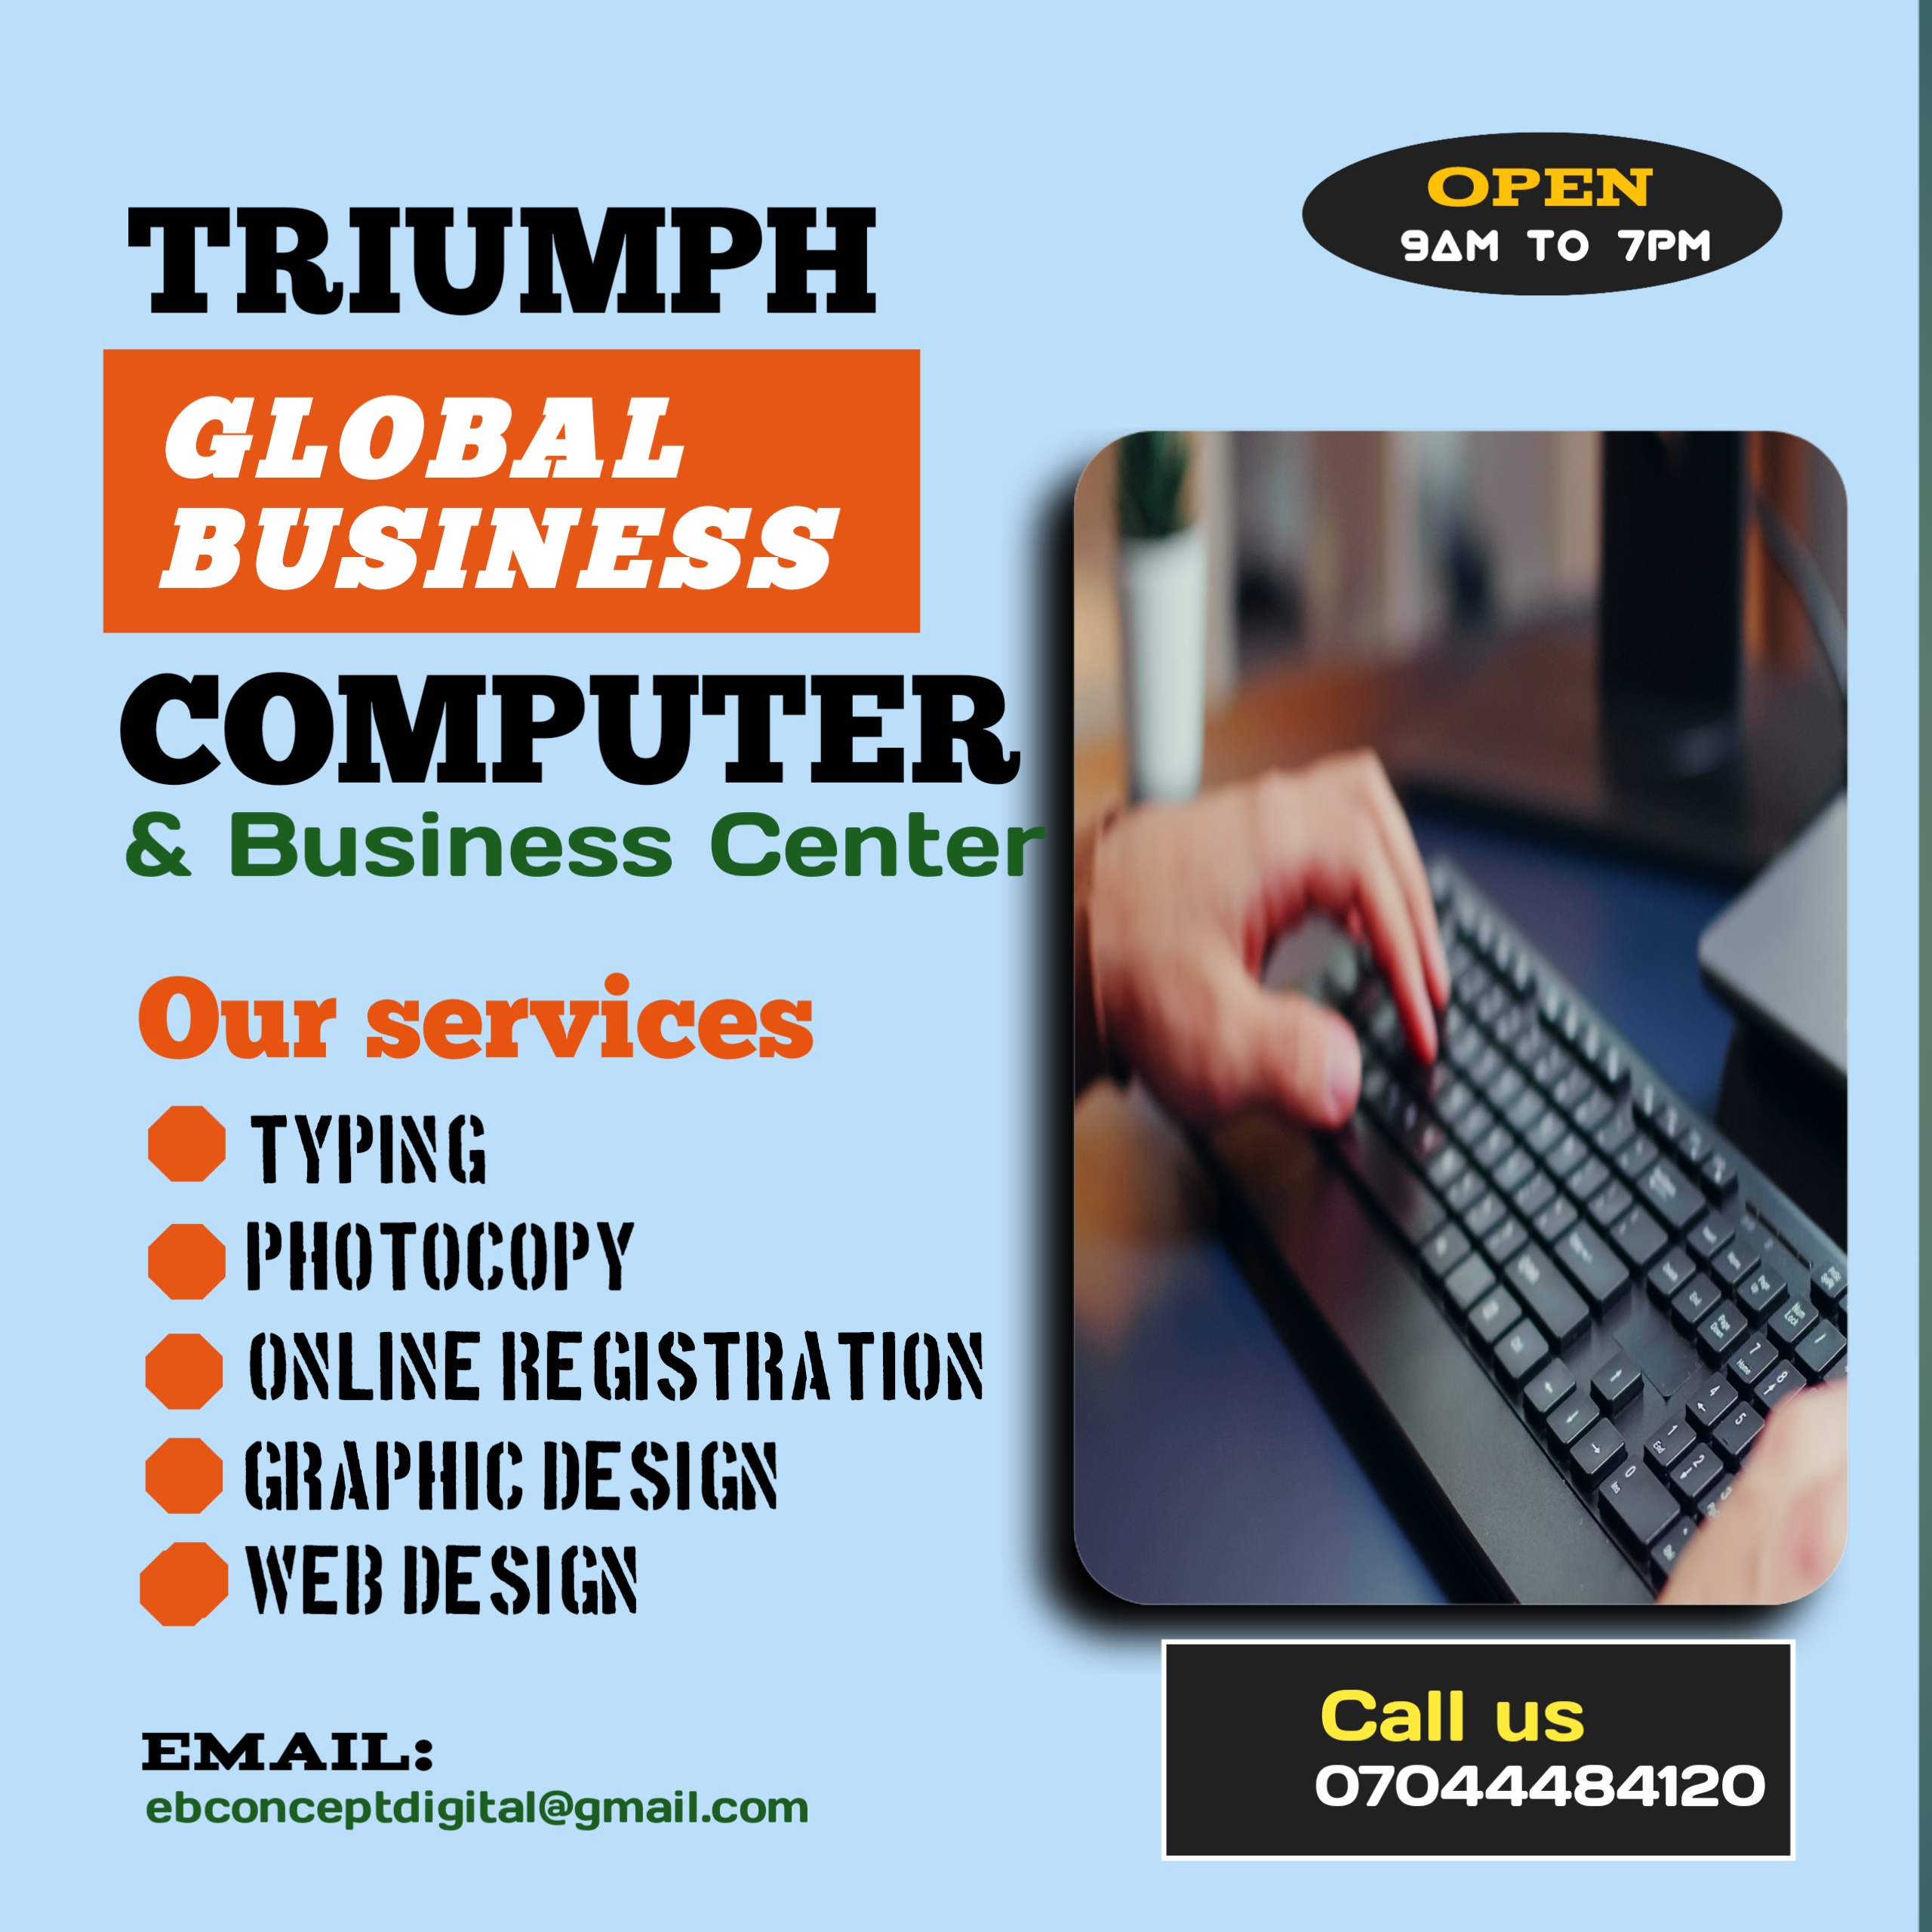 OPEN
9AM TO 7PM
TRIUMPH
GLOBAL
BUSINESS
COMPUTER
& Business Center
Our services
TYPING
PHOTOCOPY
ONLINE REGISTRATION
GRAPHIC DESIGN
WEB DESIGN
EMAIL:
ebconceptdigital@gmail.com
Call us
07044484120